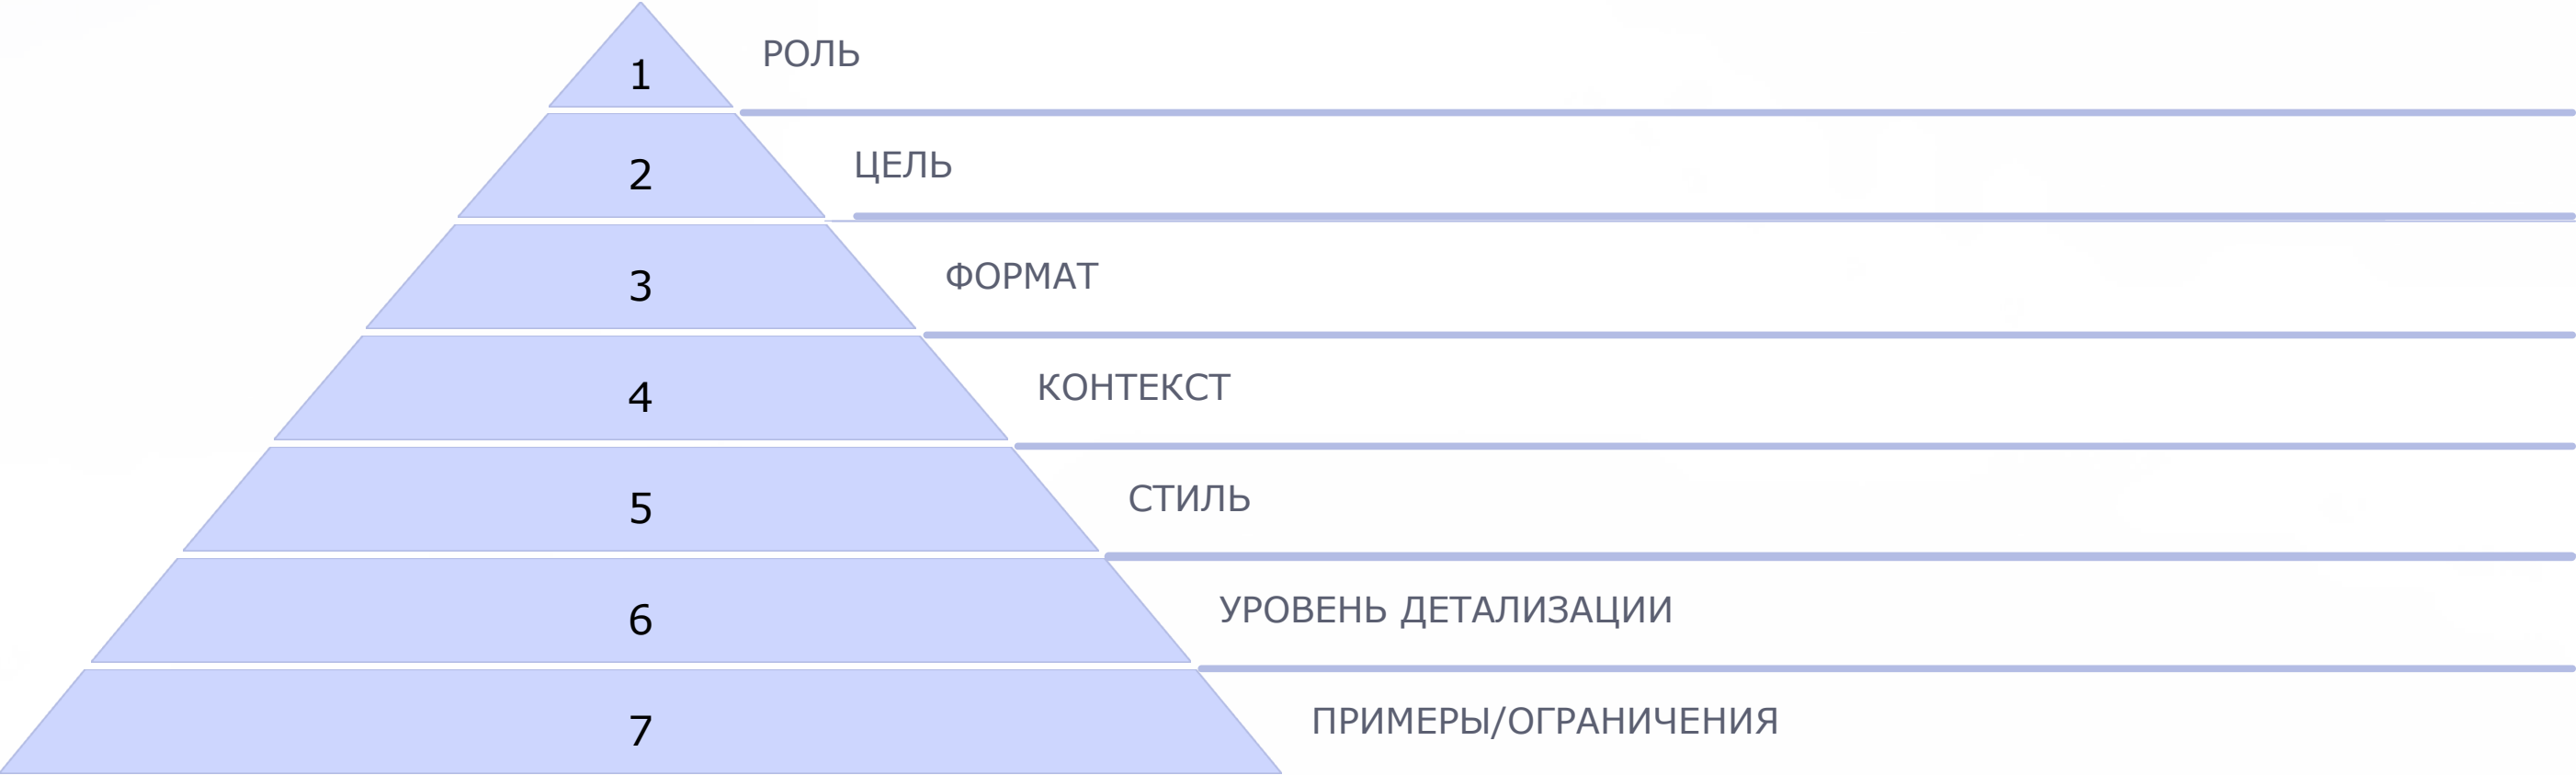 1
РОЛЬ
2
ЦЕЛЬ
3
ФОРМАТ
4
КОНТЕКСТ
5
СТИЛЬ
6
УРОВЕНЬ ДЕТАЛИЗАЦИИ
7
ПРИМЕРЫ/ОГРАНИЧЕНИЯ